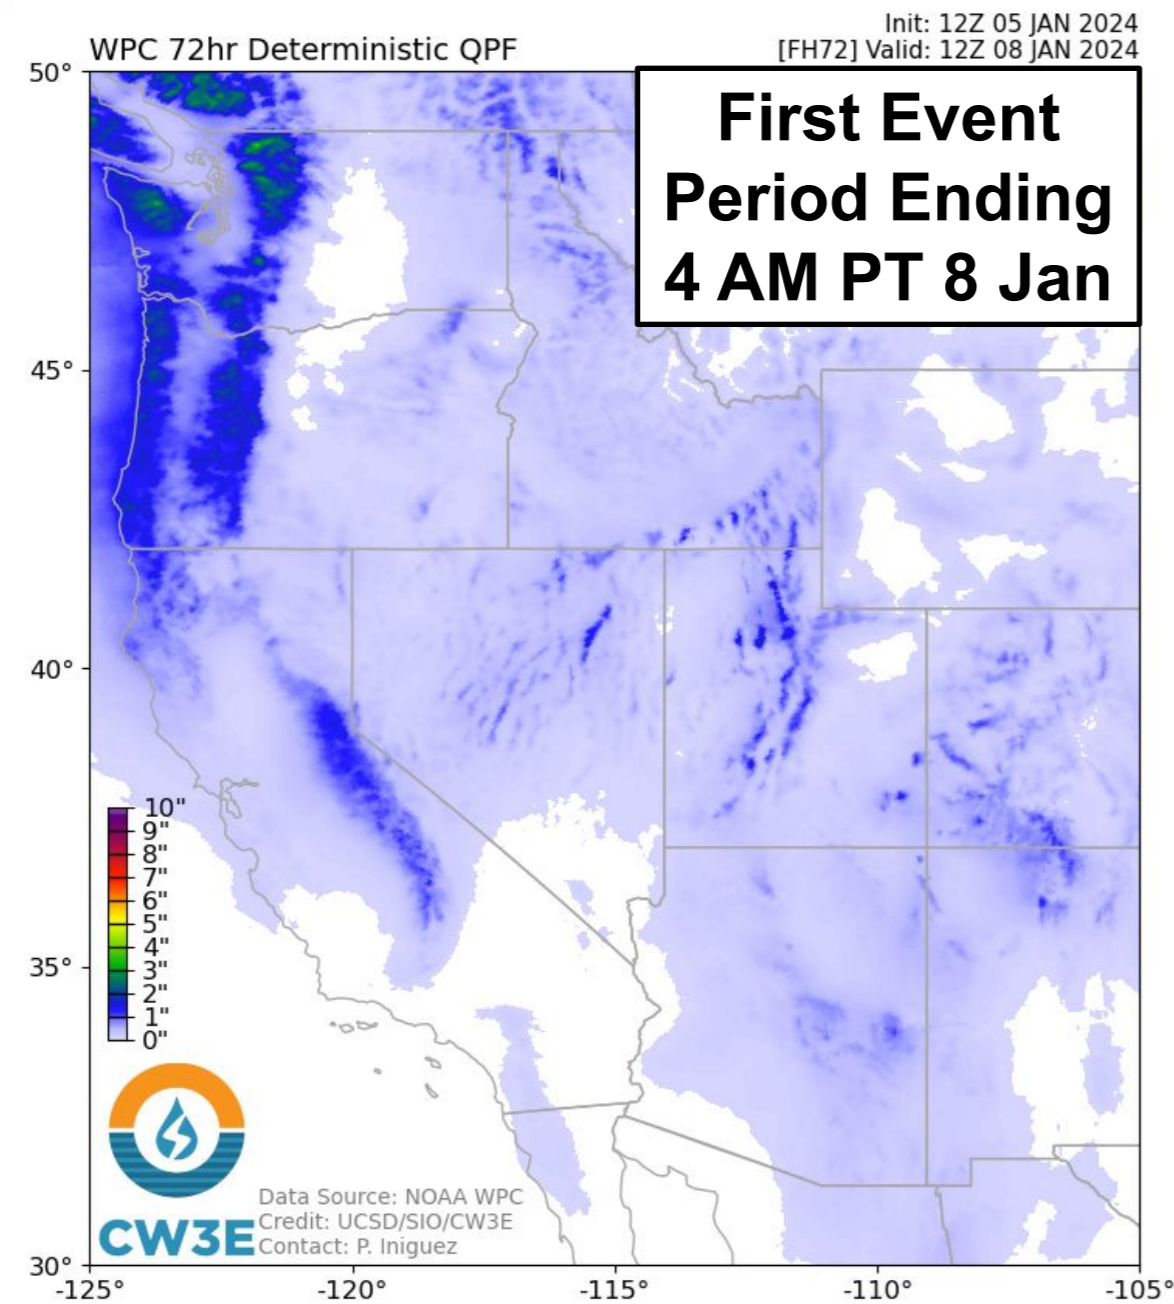 WPC 72hr Deterministic QPF
Init: 12Z 05 JAN 2024
[FH72] Valid: 12Z 08 JAN 2024
First Event
Period Ending
4 AM PT 8 Jan
50°
45°
40°
35°
30°
10"
9"
8"
7"
6"
5"
4"
3"
2"
1"
0"
CW3E
Data Source: NOAA WPC
Credit: UCSD/SIO/CW3E
Contact: P. Iniguez
-125°
-120°
-115°
-110°
-105°